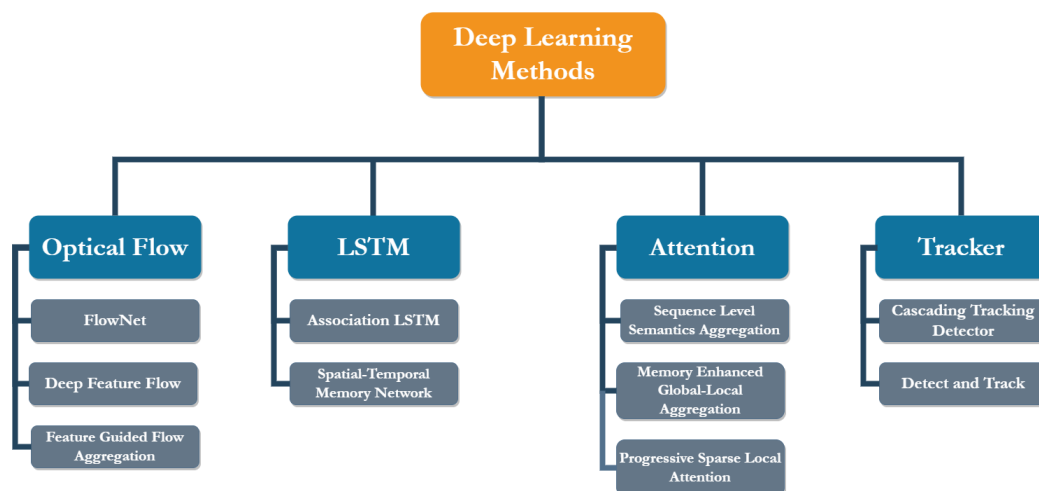 Deep Learning
Methods
Optical Flow
FlowNet
Deep Feature Flow
Feature Guided Flow
Aggregation
LSTM
Association LSTM
Spatial-Temporal
Memory Network
Attention
Sequence Level
Semantics Aggregation
Memory Enhanced
Global-Local
Aggregation
Progressive Sparse Local
Attention
Tracker
Cascading Tracking
Detector
Detect and Track